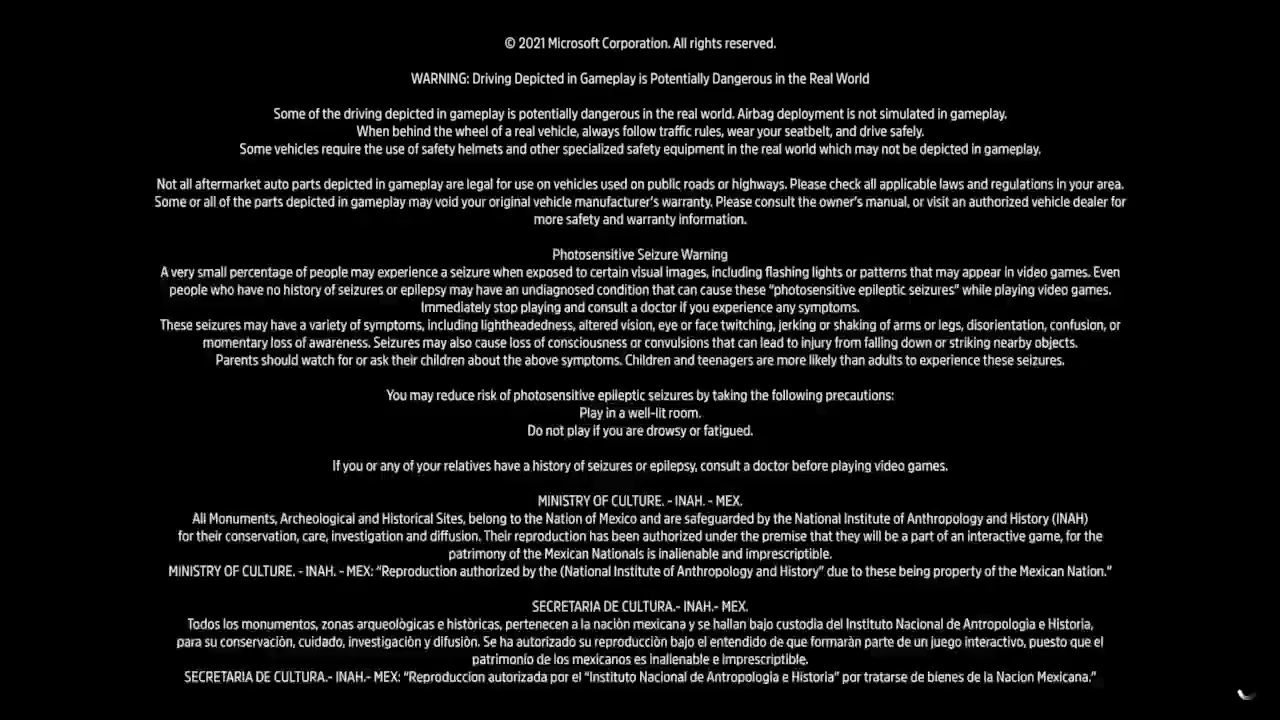 © 2021 Microsoft Corporation. All rights reserved.
WARNING: Driving Depicted in Gameplay is Potentially Dangerous in the Real World
Some of the driving depicted in gameplay is potentially dangerous in the real world. Airbag deployment is not simulated in gameplay.
When behind the wheel of a real vehicle, always follow traffic rules, wear your seatbelt, and drive safely.
Some vehicles require the use of safety helmets and other specialized safety equipment in the real world which may not be depicted in gameplay.
Not all aftermarket auto parts depicted in gameplay are legal for use on vehicles used on public roads or highways. Please check all applicable laws and regulations in your area.
Some or all of the parts depicted in gameplay may void your original vehicle manufacturer's warranty. Please consult the owner's manual, or visit an authorized vehicle dealer for
more safety and warranty information.
Photosensitive Seizure Warning
A very small percentage of people may experience a seizure when exposed to certain visual images, including flashing lights or patterns that may appear in video games. Even
people who have no history of seizures or epilepsy may have an undiagnosed condition that can cause these "photosensitive epileptic seizures" while playing video games.
Immediately stop playing and consult a doctor if you experience any symptoms.
These seizures may have a variety of symptoms, including lightheadedness, altered vision, eye or face twitching, jerking or shaking of arms or legs, disorientation, confusion, or
momentary loss of awareness. Seizures may also cause loss of consciousness or convulsions that can lead to injury from falling down or striking nearby objects.
Parents should watch for or ask their children about the above symptoms. Children and teenagers are more likely than adults to experience these seizures.
You may reduce risk of photosensitive epileptic seizures by taking the following precautions:
Play in a well-lit room.
Do not play if you are drowsy or fatigued.
If you or any of your relatives have a history of seizures or epilepsy, consult a doctor before playing video games.
MINISTRY OF CULTURE. - INAH. - MEX.
All Monuments, Archeological and Historical Sites, belong to the Nation of Mexico and are safeguarded by the National Institute of Anthropology and History (INAH)
for their conservation, care, investigation and diffusion. Their reproduction has been authorized under the premise that they will be a part of an interactive game, for the
patrimony of the Mexican Nationals is inalienable and imprescriptible.
MINISTRY OF CULTURE. - INAH. - MEX: "Reproduction authorized by the (National Institute of Anthropology and History" due to these being property of the Mexican Nation."
SECRETARIA DE CULTURA.- INAH.- MEX.
Todos los monumentos, zonas arqueològicas e històricas, pertenecen a la naciòn mexicana y se hallan bajo custodia del Instituto Nacional de Antropologìa e Historia,
para su conservaciòn, cuidado, investigaciòn y difusiòn. Se ha autorizado su reproducciòn bajo el entendido de que formaràn parte de un juego interactivo, puesto que el
patrimonio de los mexicanos es inalienable e imprescriptible.
SECRETARIA DE CULTURA.- INAH.- MEX: "Reproduccion autorizada por el "Instituto Nacional de Antropologìa e Historia" por tratarse de bienes de la Nacion Mexicana."